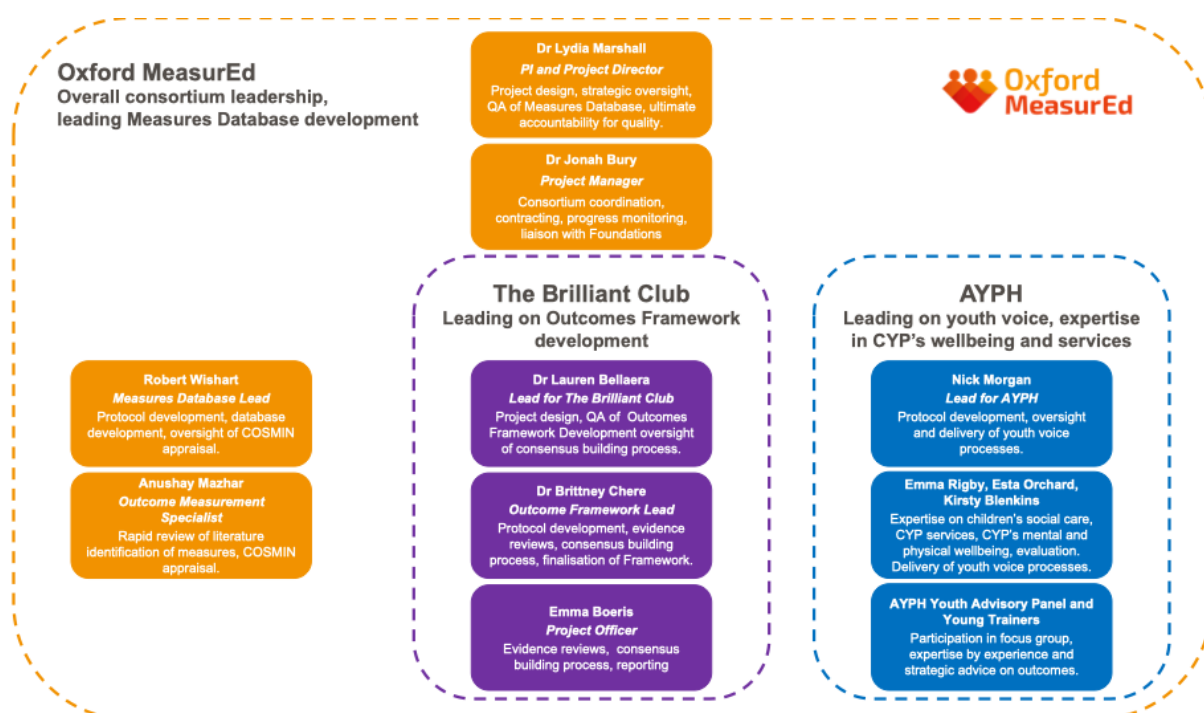 Oxford MeasurEd
Overall consortium leadership,
leading Measures Database development
Dr Lydia Marshall
PI and Project Director
Project design, strategic oversight,
QA of Measures Database, ultimate
accountability for quality.
Oxford
MeasurEd
Dr Jonah Bury
Project Manager
Consortium coordination,
contracting, progress monitoring,
liaison with Foundations
Robert Wishart
Measures Database Lead
Protocol development, database
development, oversight of COSMIN
appraisal.
Anushay Mazhar
Outcome Measurement
Specialist
Rapid review of literature
identification of measures, COSMIN
appraisal.
The Brilliant Club
Leading on Outcomes Framework
development
Dr Lauren Bellaera
Lead for The Brilliant Club
Project design, QA of Outcomes
Framework Development oversight
of consensus building process.
Dr Brittney Chere
Outcome Framework Lead
Protocol development, evidence
reviews, consensus building
process, finalisation of Framework.
Emma Boeris
Project Officer
Evidence reviews, consensus
building process, reporting
AYPH
Leading on youth voice, expertise
in CYP's wellbeing and services
Nick Morgan
Lead for AYPH
Protocol development, oversight
and delivery of youth voice
processes.
Emma Rigby, Esta Orchard,
Kirsty Blenkins
Expertise on children's social care,
CYP services, CYP's mental and
physical wellbeing, evaluation.
Delivery of youth voice processes.
AYPH Youth Advisory Panel and
Young Trainers
Participation in focus group,
expertise by experience and
strategic advice on outcomes.